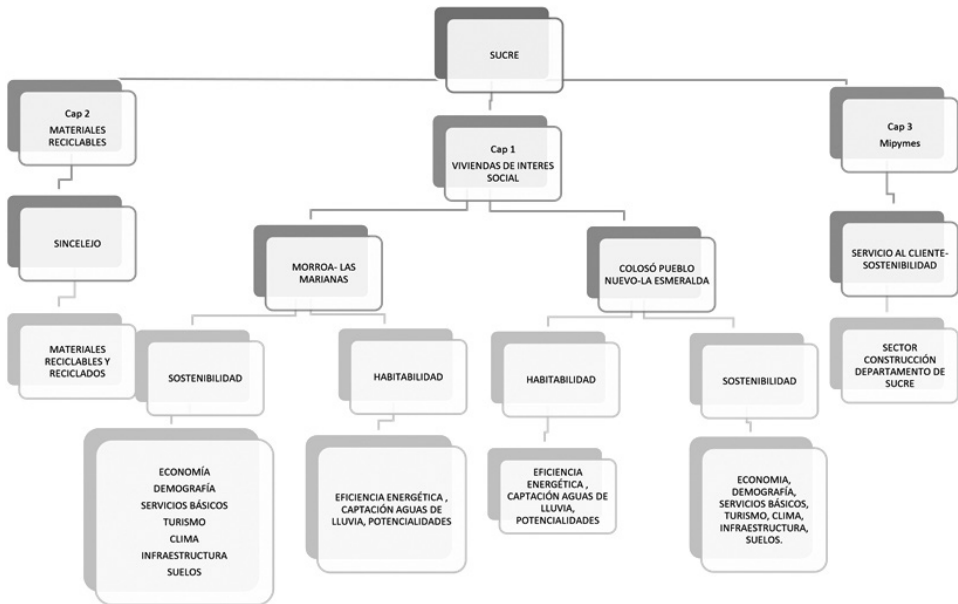 SUCRE
Cap 2
MATERIALES
RECICLABLES
Cap 1
VIVIENDAS DE INTERES
SOCIAL
Cap 3
Mipymes
SINCELEJO
MORROA- LAS
MARIANAS
COLOSÓ PUEBLO
NUEVO-LA ESMERALDA
SERVICIO AL CLIENTE-
SOSTENIBILIDAD
MATERIALES
RECICLABLES Y
RECICLADOS
SOSTENIBILIDAD
HABITABILIDAD
HABITABILIDAD
SOSTENIBILIDAD
SECTOR
CONSTRUCCIÓN
DEPARTAMENTO DE
SUCRE
ECONOMÍA
DEMOGRAFÍA
SERVICIOS BÁSICOS
TURISMO
CLIMA
INFRAESTRUCTURA
SUELOS
EFICIENCIA ENERGÉTICA ,
CAPTACIÓN AGUAS DE
LLUVIA, POTENCIALIDADES
EFICIENCIA
ENERGÉTICA ,
CAPTACIÓN AGUAS DE
LLUVIA,
POTENCIALIDADES
ECONOMIA,
DEMOGRAFÍA,
SERVICIOS BÁSICOS,
TURISMO, CLIMA,
INFRAESTRUCTURA,
SUELOS.